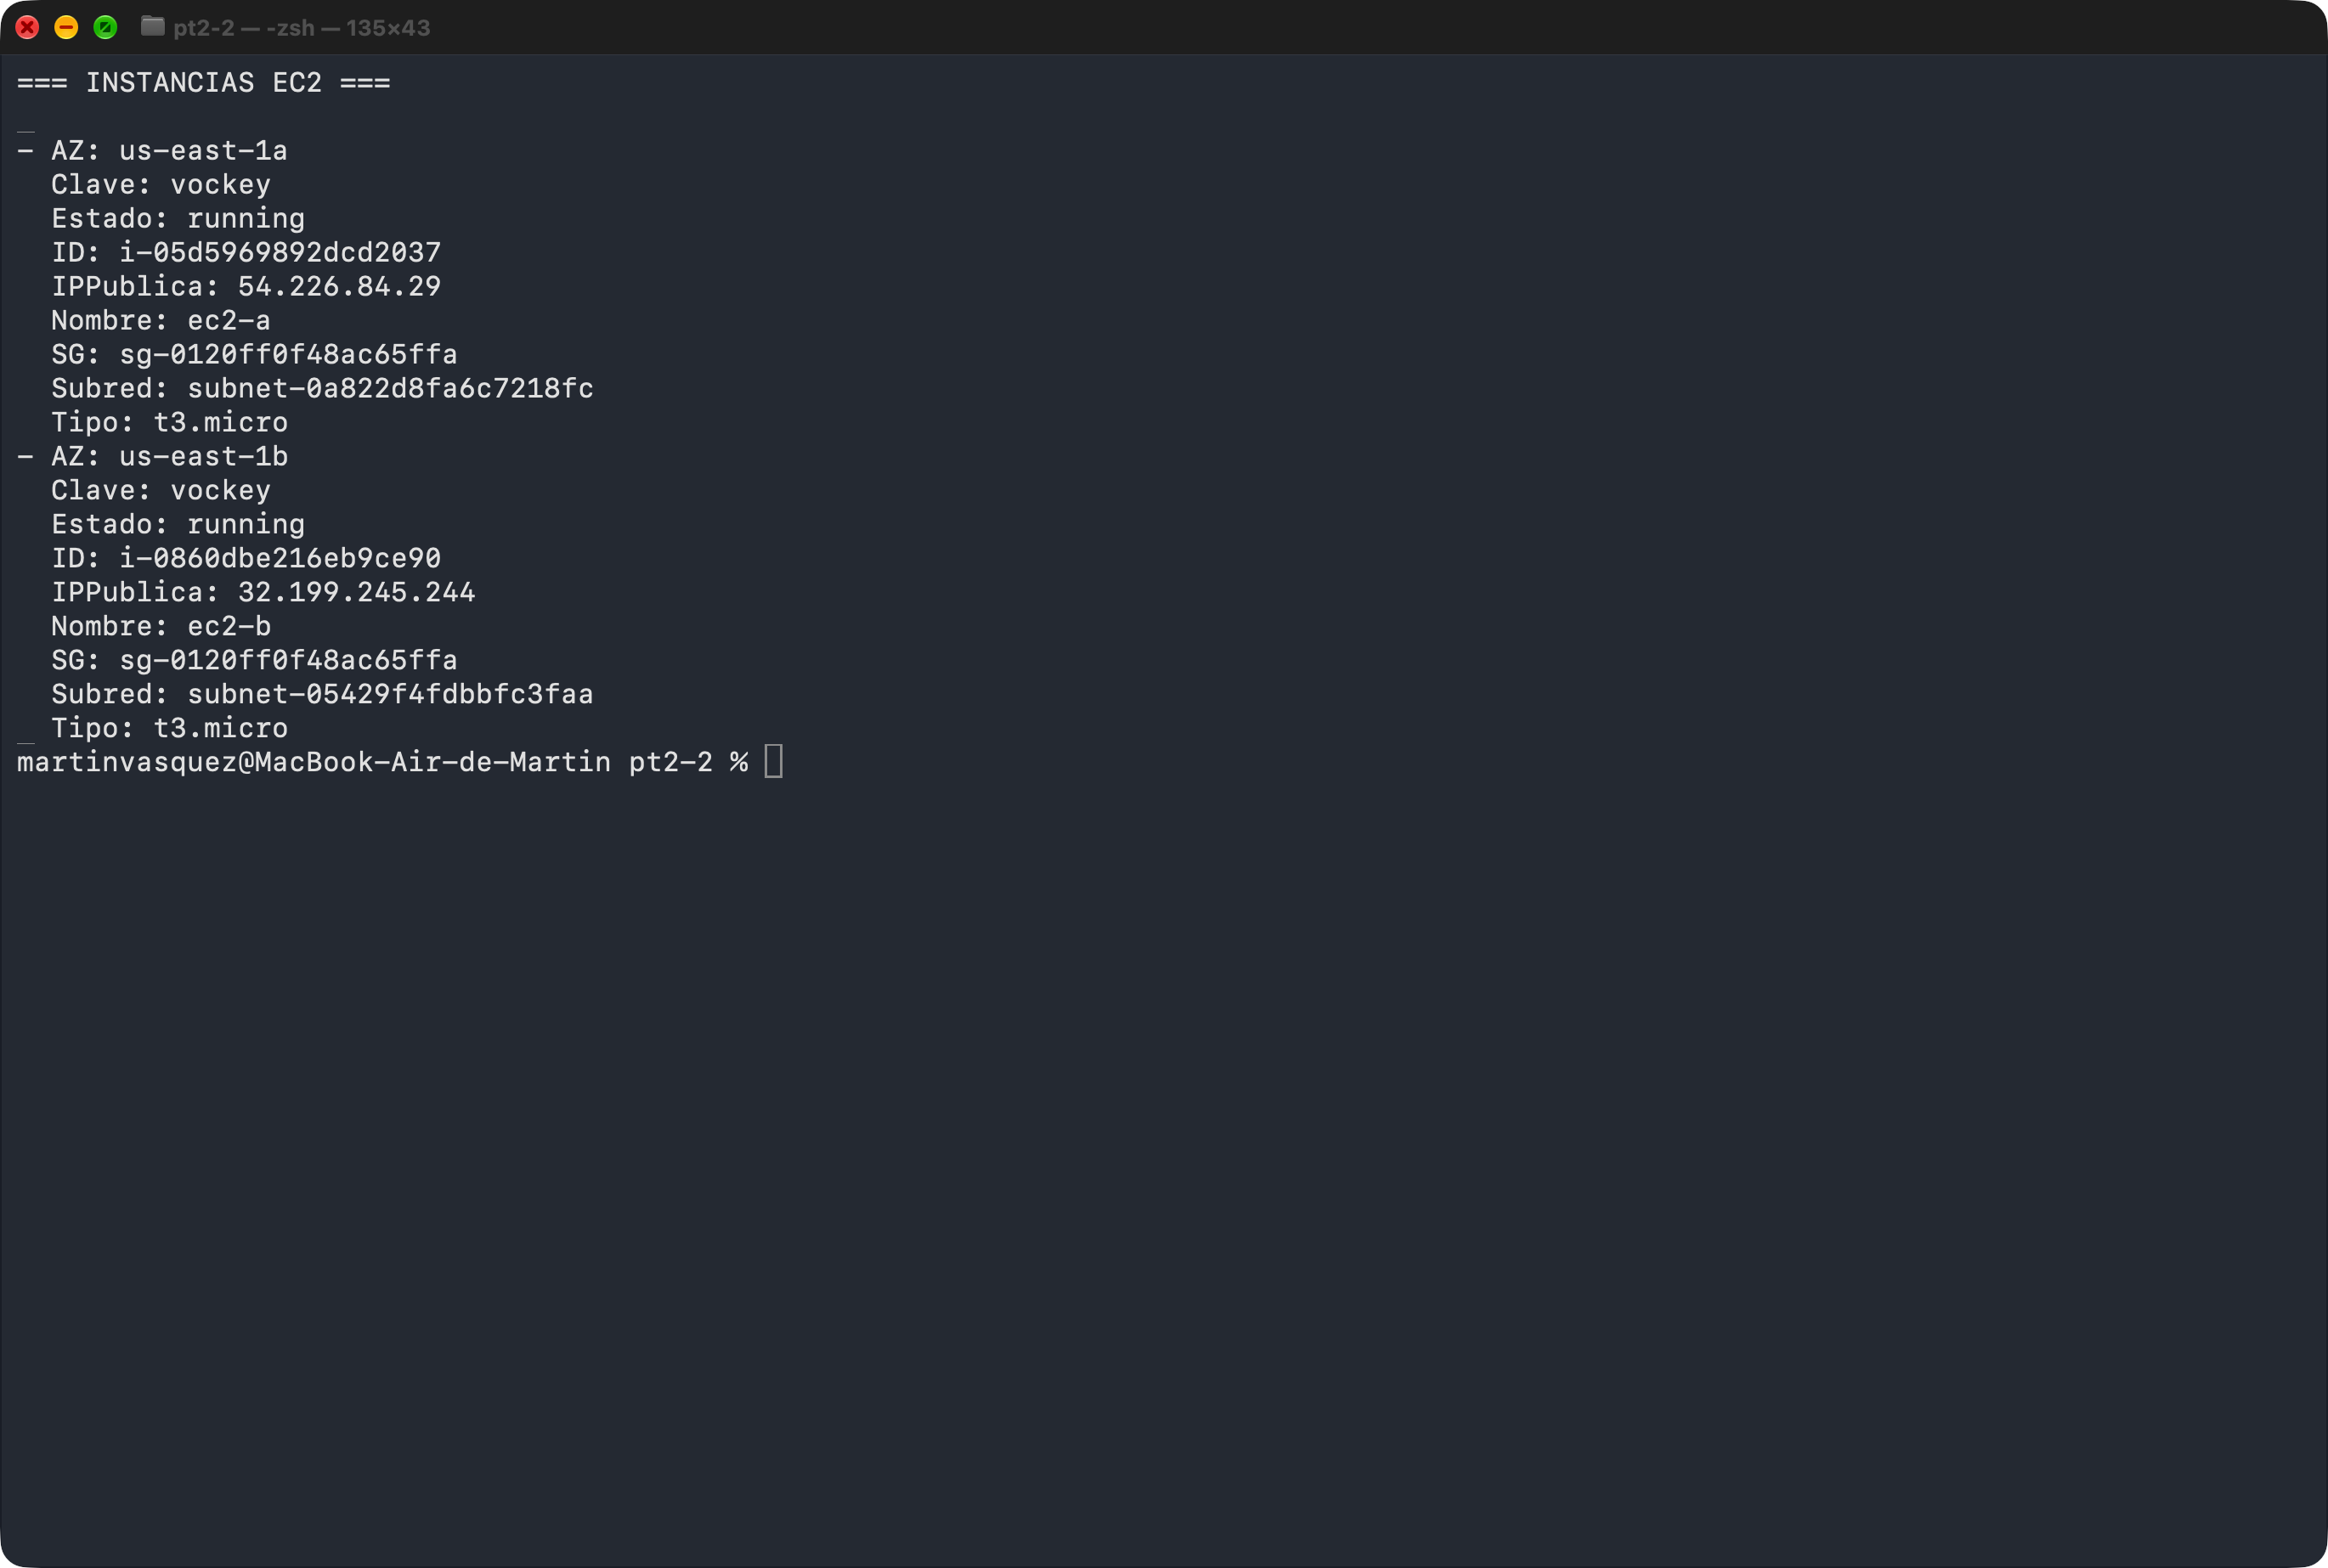 pt2-2 — -zsh — 135×43
=== INSTANCIAS EC2 ===
- AZ: us-east-1a
  Clave: vockey
  Estado: running
  ID: i-05d5969892dcd2037
  IPPublica: 54.226.84.29
  Nombre: ec2-a
  SG: sg-0120ff0f48ac65ffa
  Subred: subnet-0a822d8fa6c7218fc
  Tipo: t3.micro
- AZ: us-east-1b
  Clave: vockey
  Estado: running
  ID: i-0860dbe216eb9ce90
  IPPublica: 32.199.245.244
  Nombre: ec2-b
  SG: sg-0120ff0f48ac65ffa
  Subred: subnet-05429f4fdbbfc3faa
  Tipo: t3.micro
martinvasquez@MacBook-Air-de-Martin pt2-2 %